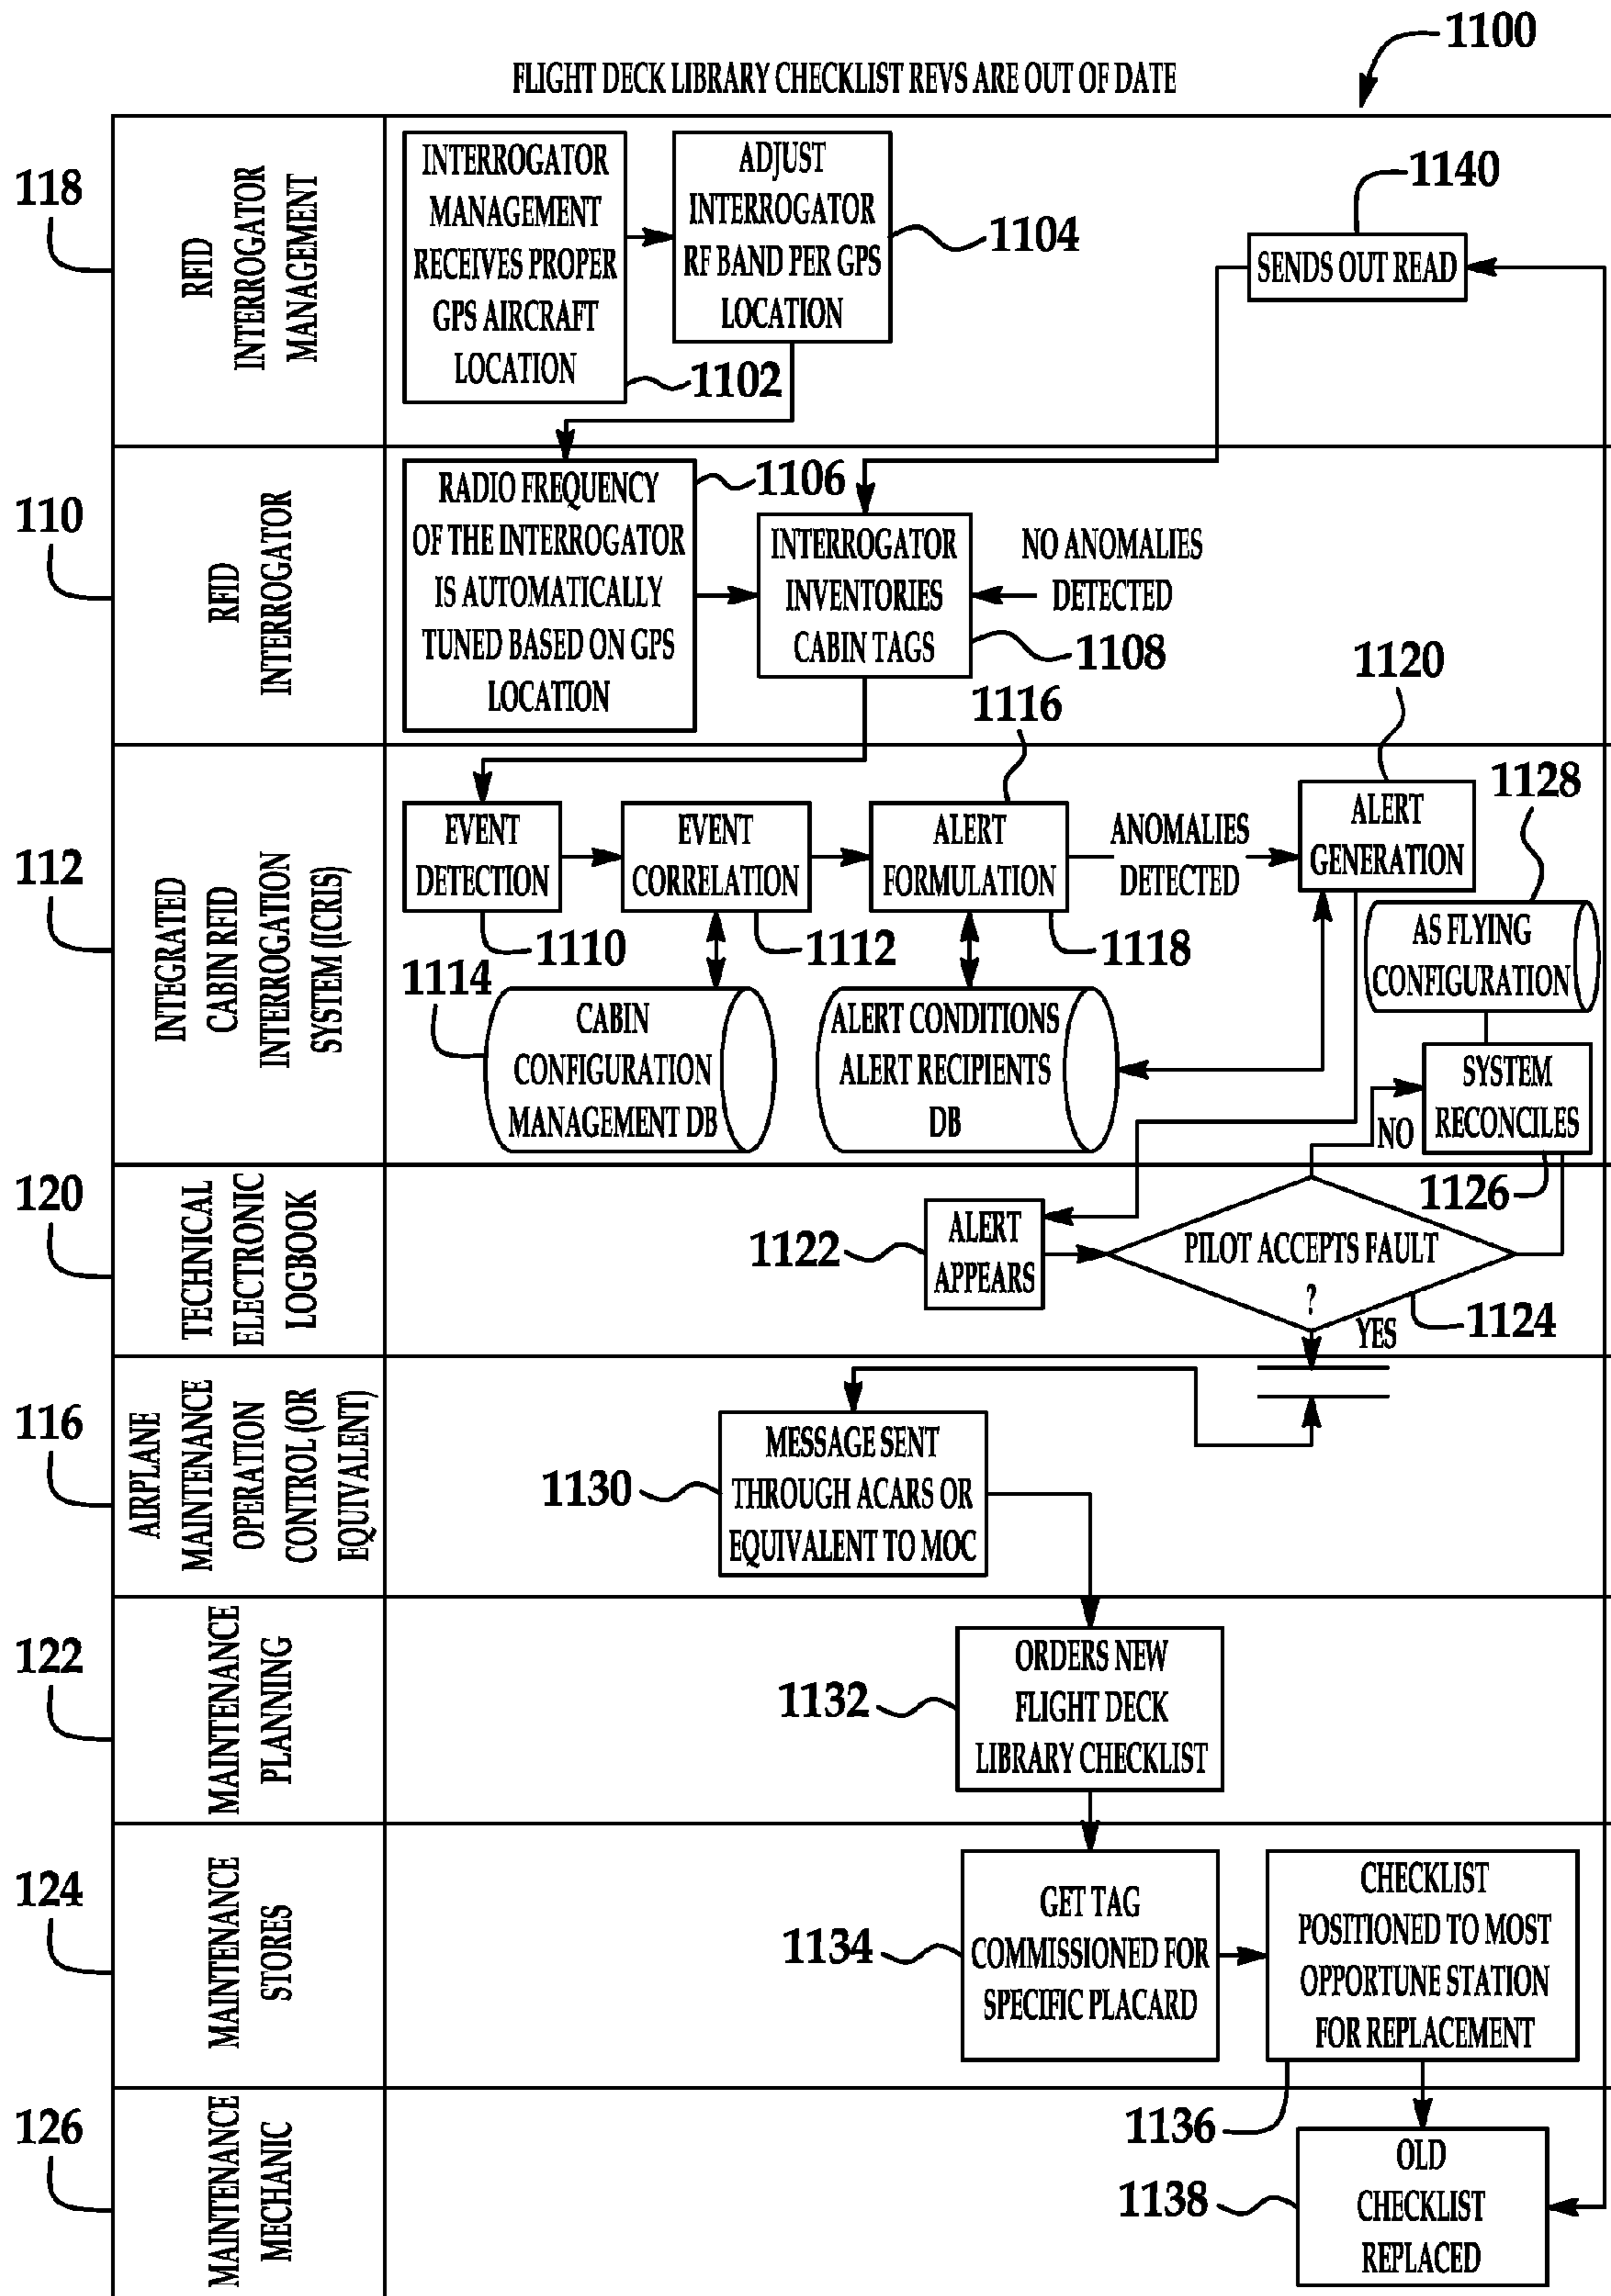 1100
FLIGHT DECK LIBRARY CHECKLIST REVS ARE OUT OF DATE
118
RFID
INTERROGATOR
MANAGEMENT
INTERROGATOR
MANAGEMENT
RECEIVES PROPER
GPS AIRCRAFT
LOCATION
1102
ADJUST
INTERROGATOR
RF BAND PER GPS
LOCATION
1104
1140
SENDS OUT READ
110
RFID
INTERROGATOR
RADIO FREQUENCY
OF THE INTERROGATOR
IS AUTOMATICALLY
TUNED BASED ON GPS
LOCATION
1106
INTERROGATOR
INVENTORIES
CABIN TAGS
1108
NO ANOMALIES
DETECTED
112
INTEGRATED
CABIN RFID
INTERROGATION
SYSTEM (ICRIS)
EVENT
DETECTION
1110
EVENT
CORRELATION
1112
1116
ALERT
FORMULATION
1118
ANOMALIES
DETECTED
1120
ALERT
GENERATION
1128
AS FLYING
CONFIGURATION
1114
CABIN
CONFIGURATION
MANAGEMENT DB
ALERT CONDITIONS
ALERT RECIPIENTS
DB
NO
SYSTEM
RECONCILES
1126
120
TECHNICAL
ELECTRONIC
LOGBOOK
1122
ALERT
APPEARS
PILOT ACCEPTS FAULT
?
1124
YES
116
AIRPLANE
MAINTENANCE
OPERATION
CONTROL (OR
EQUIVALENT)
1130
MESSAGE SENT
THROUGH ACARS OR
EQUIVALENT TO MOC
122
MAINTENANCE
PLANNING
1132
ORDERS NEW
FLIGHT DECK
LIBRARY CHECKLIST
124
MAINTENANCE
STORES
1134
GET TAG
COMMISSIONED FOR
SPECIFIC PLACARD
CHECKLIST
POSITIONED TO MOST
OPPORTUNE STATION
FOR REPLACEMENT
1136
126
MAINTENANCE
MECHANIC
1138
OLD
CHECKLIST
REPLACED